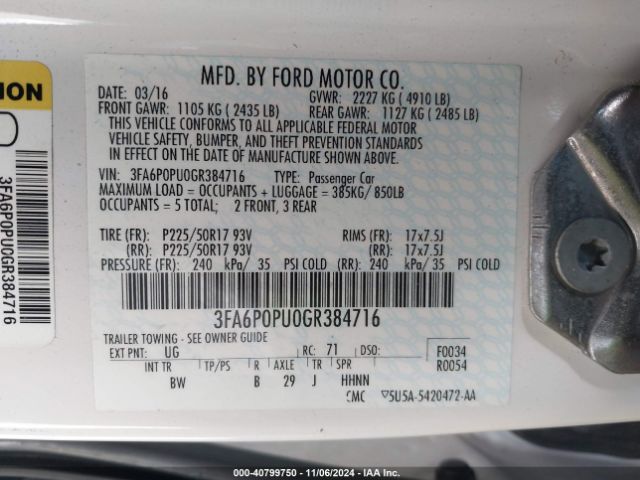 ION
3FA6P0PU0GR384716
MFD. BY FORD MOTOR CO.
DATE: 03/16 GVWR: 2227 KG (4910 LB)
FRONT GAWR: 1105 KG (2435 LB) REAR GAWR: 1127 KG (2485 LB)
THIS VEHICLE CONFORMS TO ALL APPLICABLE FEDERAL MOTOR
VEHICLE SAFETY, BUMPER, AND THEFT PREVENTION STANDARDS
IN EFFECT ON THE DATE OF MANUFACTURE SHOWN ABOVE.
VIN: 3FA6P0PU0GR384716 TYPE: Passenger Car
MAXIMUM LOAD = OCCUPANTS + LUGGAGE = 385KG/ 850LB
OCCUPANTS = 5 TOTAL; 2 FRONT, 3 REAR
TIRE (FR): P225/50R17 93V RIMS (FR): 17x7.5J
(RR): P225/50R17 93V (RR): 17x7.5J
PRESSURE (FR): 240 kPa/ 35 PSI COLD (RR): 240 kPa/ 35 PSI COLD
3FA6P0PU0GR384716
TRAILER TOWING - SEE OWNER GUIDE
EXT PNT: UG RC: 71 DSO: F0034
INT TR TP/PS R AXLE TR SPR R0054
BW B 29 J HHNN
CMC ▽5U5A-5420472-AA
000-40799750 - 11/06/2024 - IAA Inc.